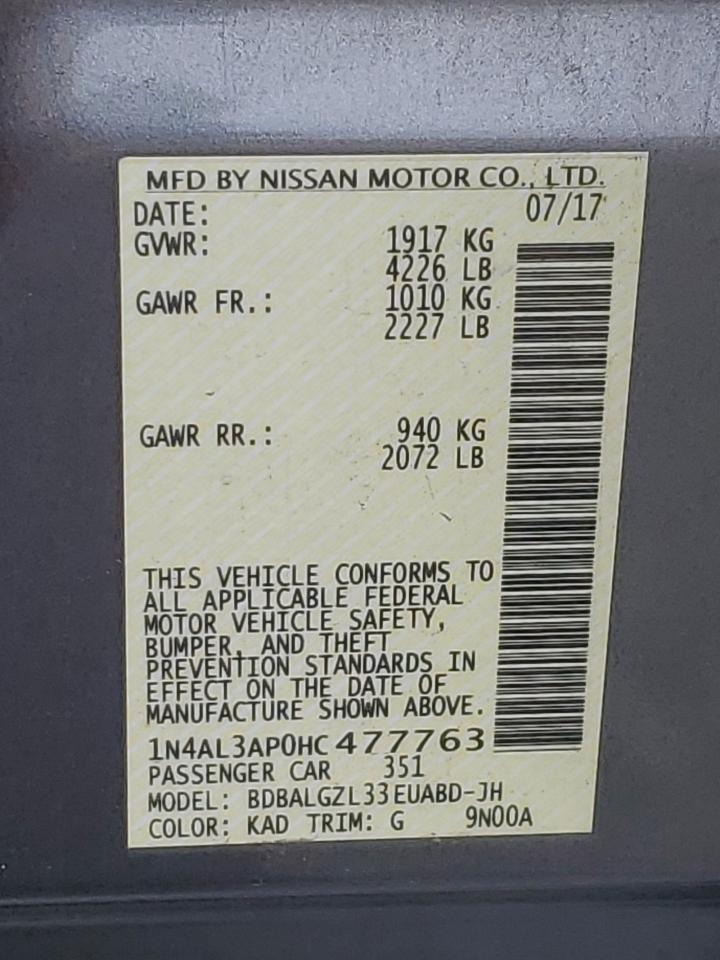 MFD BY NISSAN MOTOR CO., LTD.
DATE: 07/17
GVWR: 1917 KG
4226 LB
GAWR FR.: 1010 KG
2227 LB
GAWR RR.: 940 KG
2072 LB
THIS VEHICLE CONFORMS TO
ALL APPLICABLE FEDERAL
MOTOR VEHICLE SAFETY,
BUMPER, AND THEFT
PREVENTION STANDARDS IN
EFFECT ON THE DATE OF
MANUFACTURE SHOWN ABOVE.
1N4AL3AP0HC477763
PASSENGER CAR 351
MODEL: BDBALGZL33EUABD-JH
COLOR: KAD TRIM: G 9N00A